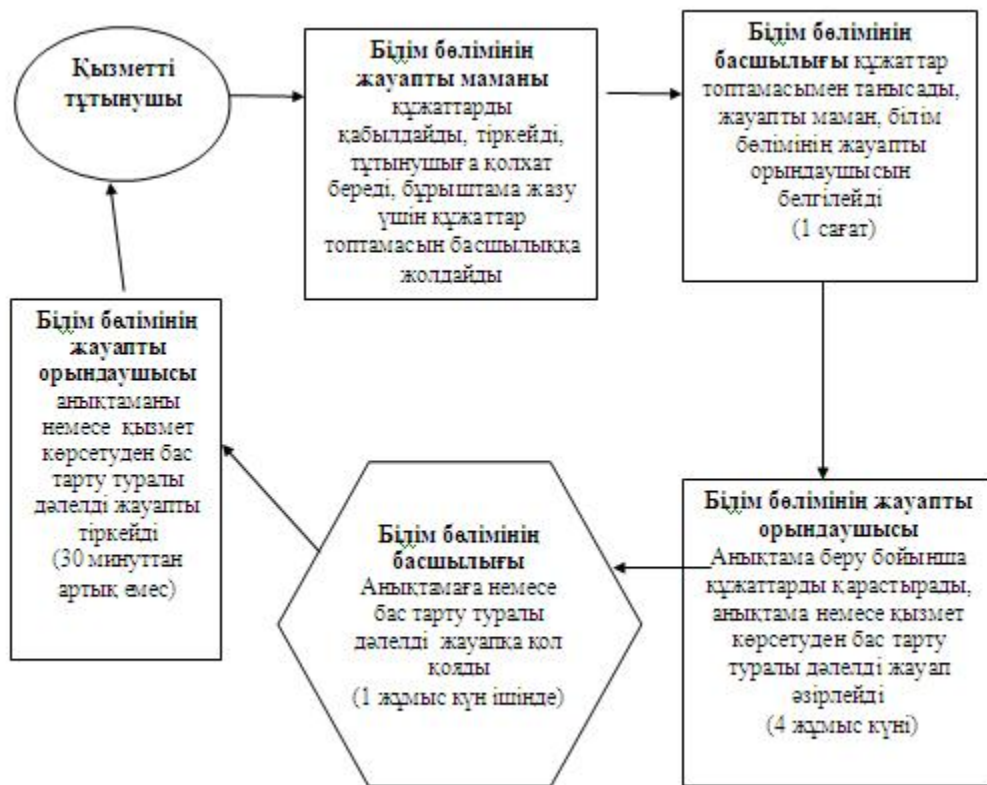 Қызметті
тұтынушы
Білім бөлімінің
жауапты маманы
құжаттарды
қабылдайды, тіркейді,
тұтынушыға қолхат
береді, бұрыштама жазу
үшін құжаттар
топтамасын басшылыққа
жолдайды
Білім бөлімінің
басшылығы құжаттар
топтамасымен танысады,
жауапты маман, білім
бөлімінің жауапты
орындаушысын
белгілейді
(1 сағат)
Білім бөлімінің жауапты
орындаушысы
Анықтама беру бойынша
құжаттарды қарастырады,
анықтама немесе қызмет
көрсетуден бас тарту
туралы дәлелді жауап
әзірлейді
(4 жұмыс күні)
Білім бөлімінің
басшылығы
Анықтамаға немесе
бас тарту туралы
дәлелді жауапқа қол
қояды
(1 жұмыс күн ішінде)
Білім бөлімінің
жауапты
орындаушысы
анықтаманы
немесе қызмет
көрсетуден бас
тарту туралы
дәлелді жауапты
тіркейді
(30 минуттан
артық емес)